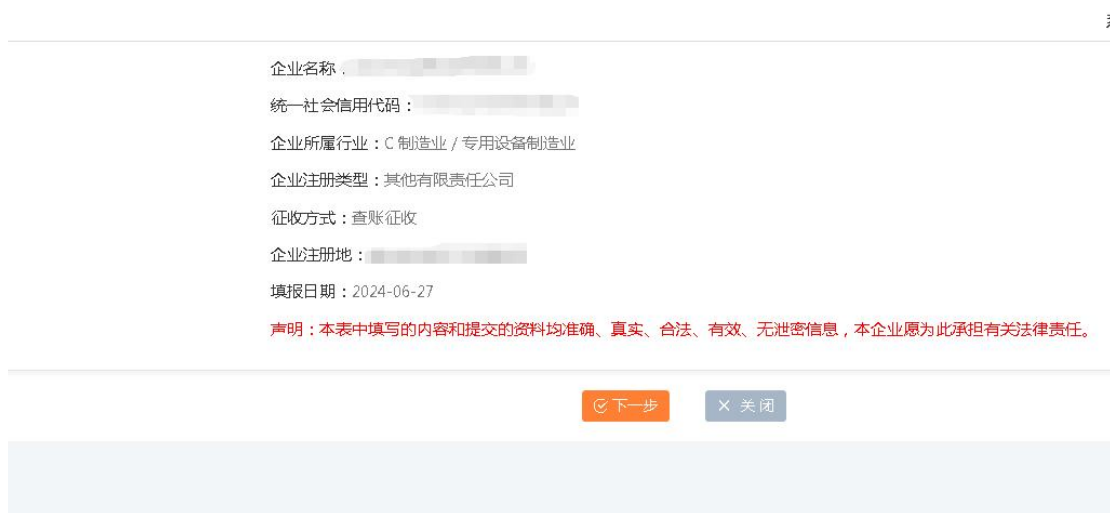 企业名称：
统一社会信用代码：
企业所属行业：C 制造业 / 专用设备制造业
企业注册类型：其他有限责任公司
征收方式：查账征收
企业注册地：
填报日期：2024-06-27
声明：本表中填写的内容和提交的资料均准确、真实、合法、有效、无泄密信息，本企业愿为此承担有关法律责任。
下一步
× 关闭